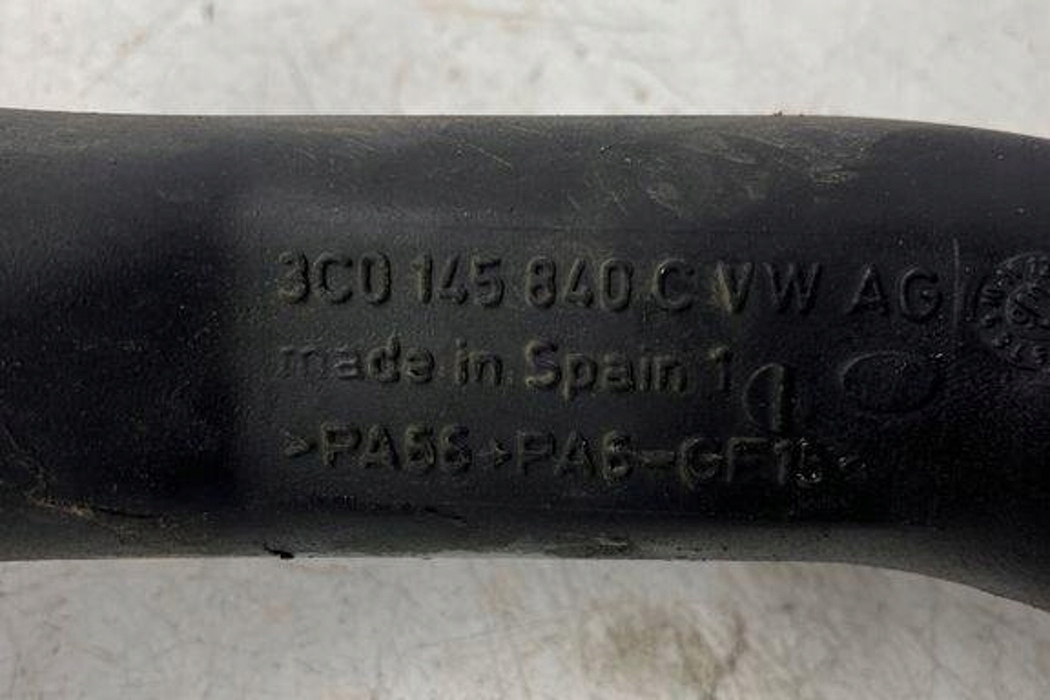 3C0 145 840 C VW AG
made in Spain 1
>PA66+PA6-GF15<